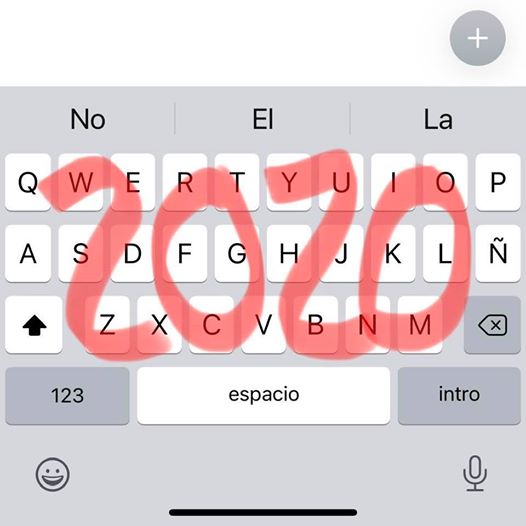 No El La
Q W E R T Y U I O P
A S D F G H J K L Ñ
Z X C V B N M
2020
123 espacio intro